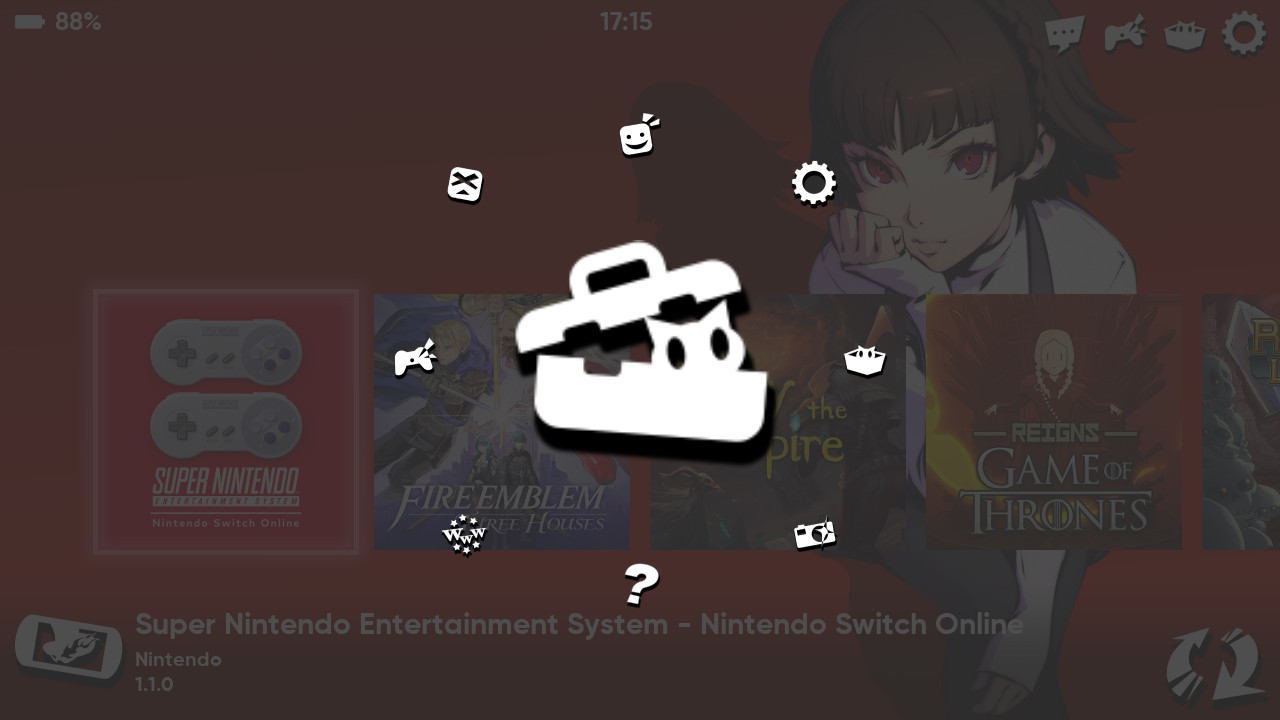 88%
17:15
SUPER NINTENDO
ENTERTAINMENT SYSTEM
Nintendo Switch Online
FIRE EMBLEM
THREE HOUSES
the
pire
REIGNS
GAME OF
THRONES
www
?
Super Nintendo Entertainment System - Nintendo Switch Online
Nintendo
1.1.0